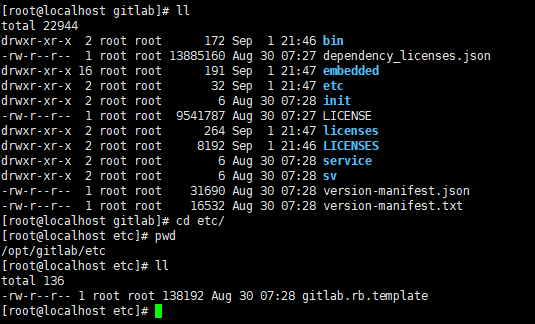 [root@localhost gitlab]# ll
total 22944
drwxr-xr-x  2 root root      172 Sep  1 21:46 bin
-rw-r--r--  1 root root 13885160 Aug 30 07:27 dependency_licenses.json
drwxr-xr-x 16 root root      191 Sep  1 21:47 embedded
drwxr-xr-x  2 root root       32 Sep  1 21:47 etc
drwxr-xr-x  2 root root        6 Aug 30 07:28 init
-rw-r--r--  1 root root  9541787 Aug 30 07:27 LICENSE
drwxr-xr-x  2 root root      264 Sep  1 21:47 licenses
drwxr-xr-x  2 root root     8192 Sep  1 21:46 LICENSES
drwxr-xr-x  2 root root        6 Aug 30 07:28 service
drwxr-xr-x  2 root root        6 Aug 30 07:28 sv
-rw-r--r--  1 root root    31690 Aug 30 07:28 version-manifest.json
-rw-r--r--  1 root root    16532 Aug 30 07:28 version-manifest.txt
[root@localhost gitlab]# cd etc/
[root@localhost etc]# pwd
/opt/gitlab/etc
[root@localhost etc]# ll
total 136
-rw-r--r-- 1 root root 138192 Aug 30 07:28 gitlab.rb.template
[root@localhost etc]#